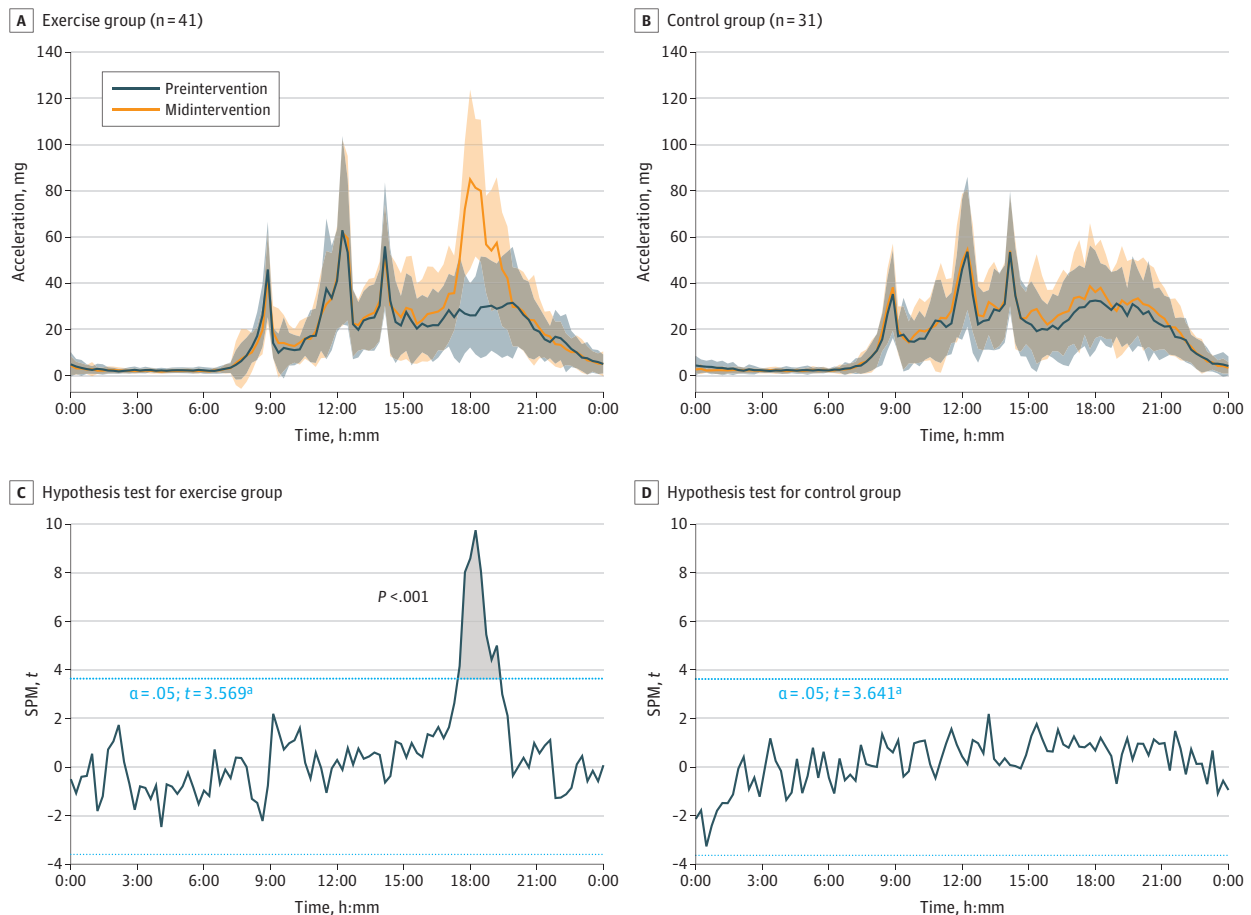 A Exercise group (n = 41)
140
120
100
80
60
40
20
0
Acceleration, mg
Preintervention
Midintervention
0:00 3:00 6:00 9:00 12:00 15:00 18:00 21:00 0:00
Time, h:mm
B Control group (n = 31)
140
120
100
80
60
40
20
0
Acceleration, mg
0:00 3:00 6:00 9:00 12:00 15:00 18:00 21:00 0:00
Time, h:mm
C Hypothesis test for exercise group
10
8
6
4
2
0
-2
-4
SPM, t
P <.001
α = .05; t = 3.569a
0:00 3:00 6:00 9:00 12:00 15:00 18:00 21:00 0:00
Time, h:mm
D Hypothesis test for control group
10
8
6
4
2
0
-2
-4
SPM, t
α = .05; t = 3.641a
0:00 3:00 6:00 9:00 12:00 15:00 18:00 21:00 0:00
Time, h:mm